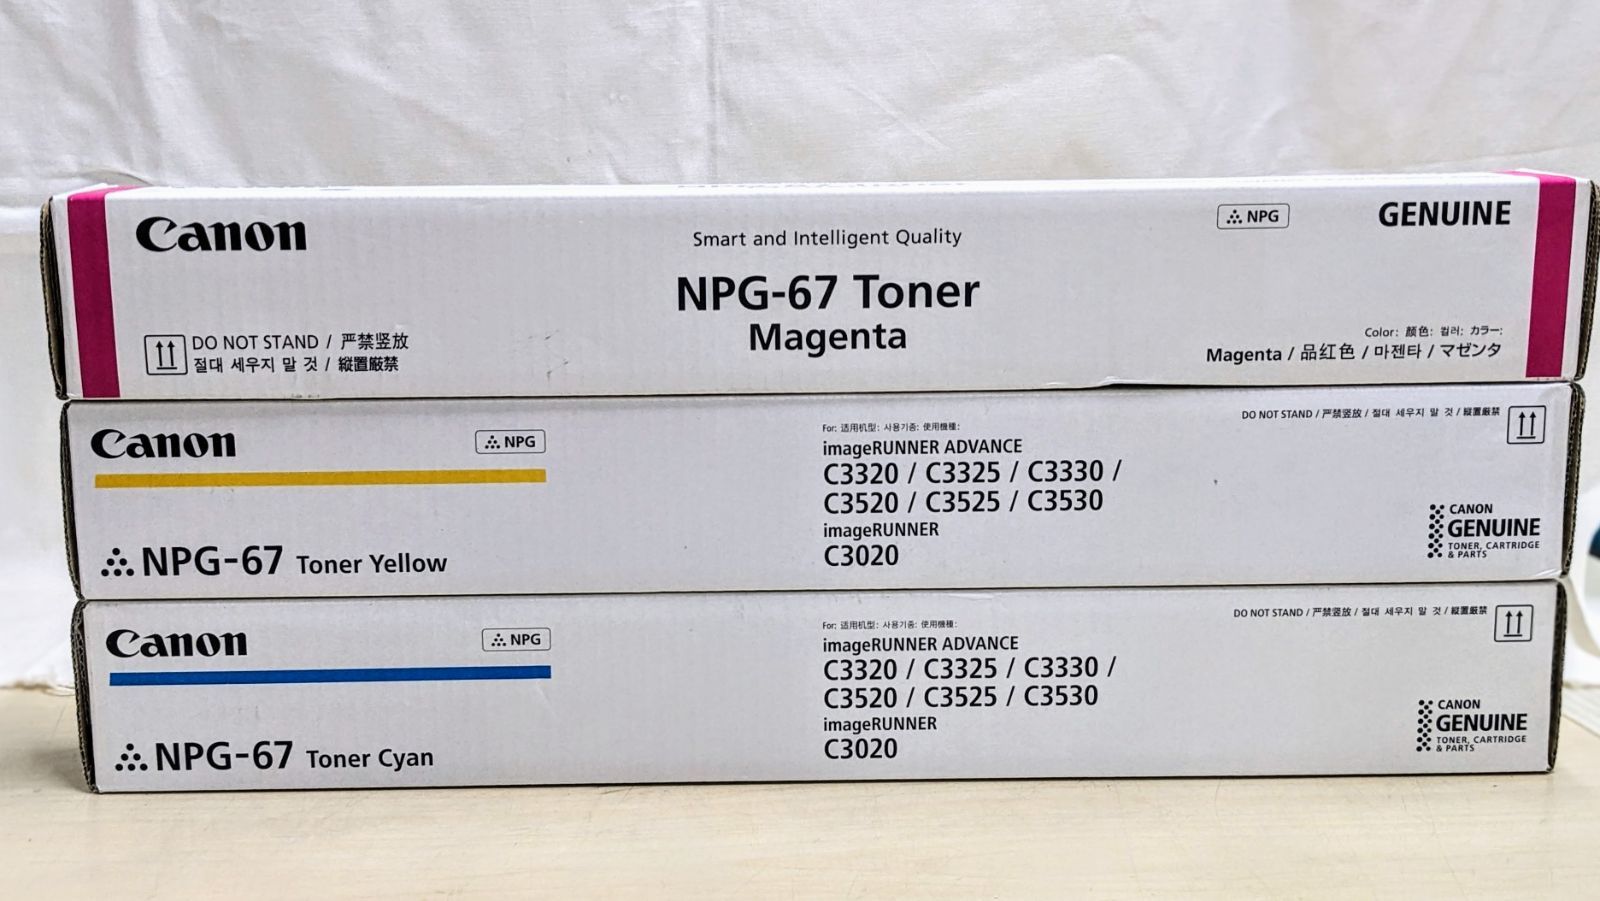 Canon
Smart and Intelligent Quality
NPG
GENUINE
NPG-67 Toner
Magenta
DO NOT STAND / 严禁竖放
절대 세우지 말 것 / 縦置厳禁
Color: 颜色: 컬러: カラー:
Magenta / 品红色 / 마젠타 / マゼンタ
Canon
NPG
NPG-67 Toner Yellow
For: 适用机型: 사용기종: 使用機種:
imageRUNNER ADVANCE
C3320 / C3325 / C3330 /
C3520 / C3525 / C3530
imageRUNNER
C3020
DO NOT STAND / 严禁竖放 / 절대 세우지 말 것 / 縦置厳禁
CANON
GENUINE
TONER, CARTRIDGE
& PARTS
Canon
NPG
NPG-67 Toner Cyan
For: 适用机型: 사용기종: 使用機種:
imageRUNNER ADVANCE
C3320 / C3325 / C3330 /
C3520 / C3525 / C3530
imageRUNNER
C3020
DO NOT STAND / 严禁竖放 / 절대 세우지 말 것 / 縦置厳禁
CANON
GENUINE
TONER, CARTRIDGE
& PARTS